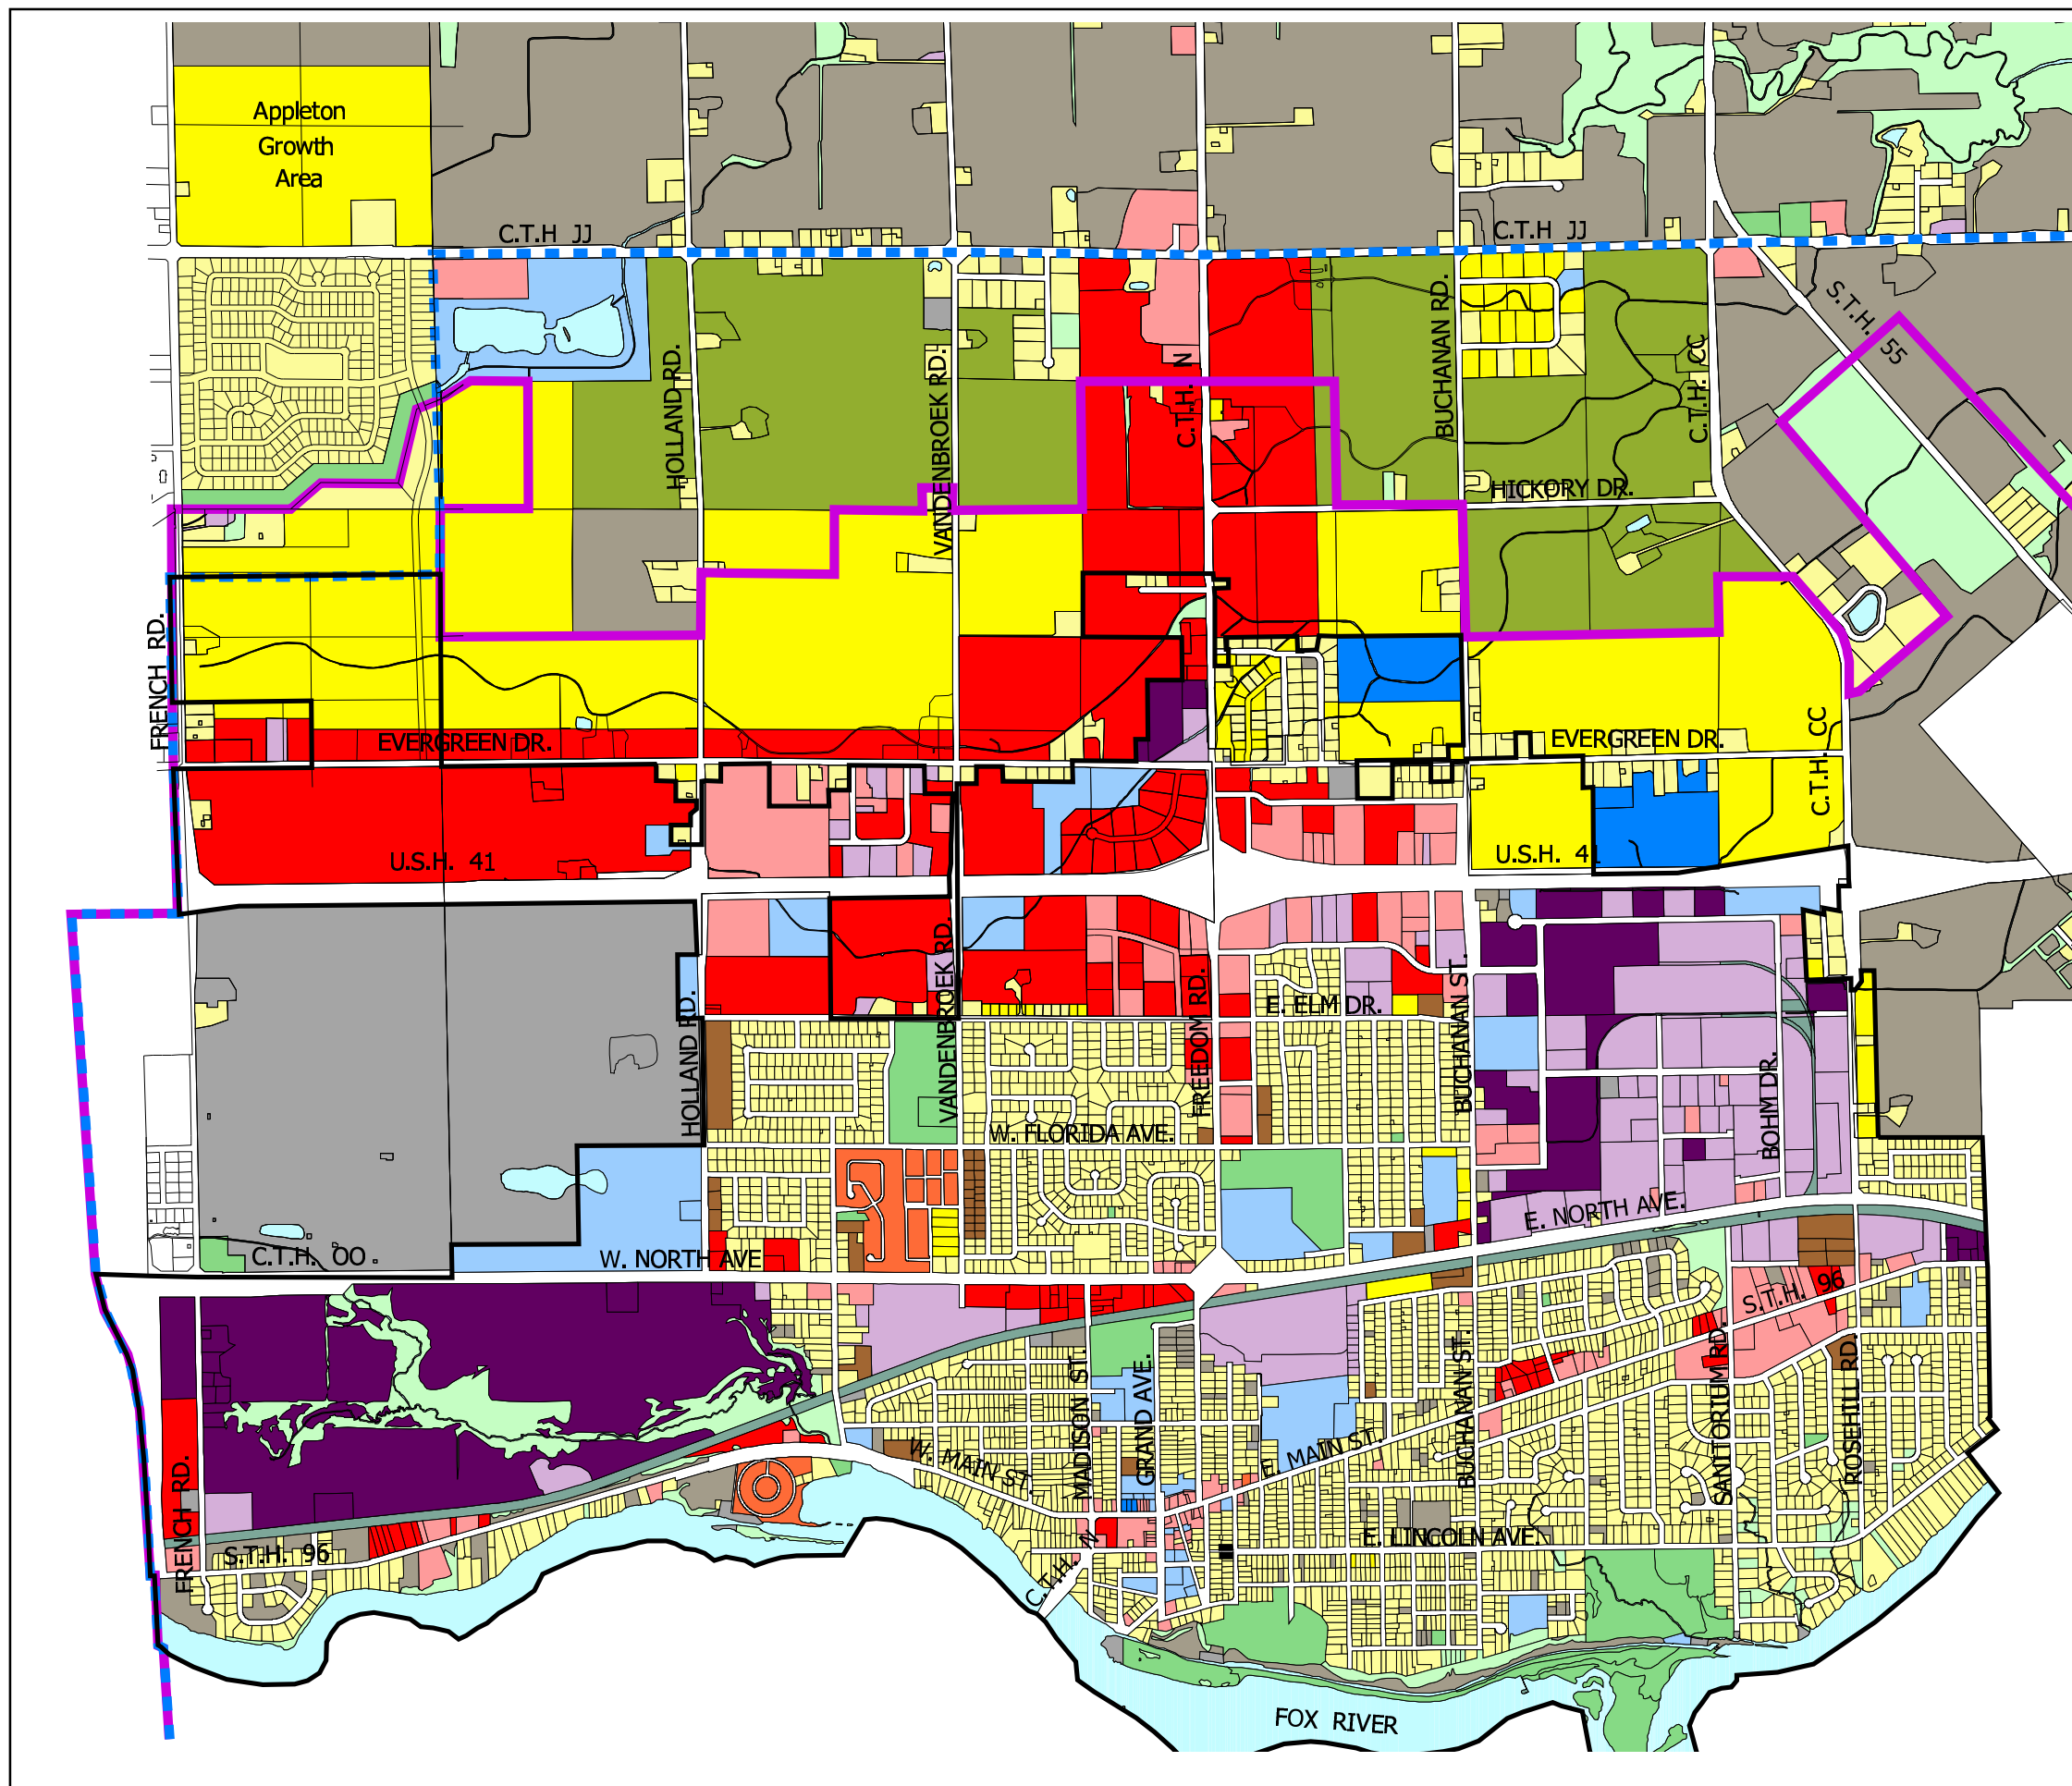 Appleton
Growth
Area
C.T.H JJ
C.T.H JJ
S.T.H. 55
HOLLAND RD.
VANDENBROEK RD.
C.T.H. N
BUCHANAN RD.
C.T.H. CC
HICKORY DR.
FRENCH RD.
EVERGREEN DR.
EVERGREEN DR.
C.T.H. CC
U.S.H. 41
U.S.H. 41
HOLLAND RD.
VANDENBROEK RD.
FREEDOM RD.
E. ELM DR.
BUCHANAN ST.
BOHM DR.
W. FLORIDA AVE.
E. NORTH AVE.
C.T.H. OO.
W. NORTH AVE
S.T.H. 96
MADISON ST.
GRAND AVE.
BUCHANAN ST.
SANTORIUM RD.
ROSEHILL RD.
W. MAIN ST.
E. MAIN ST.
FRENCH RD.
S.T.H. 96
C.T.H. N
E. LINCOLN AVE.
FOX RIVER